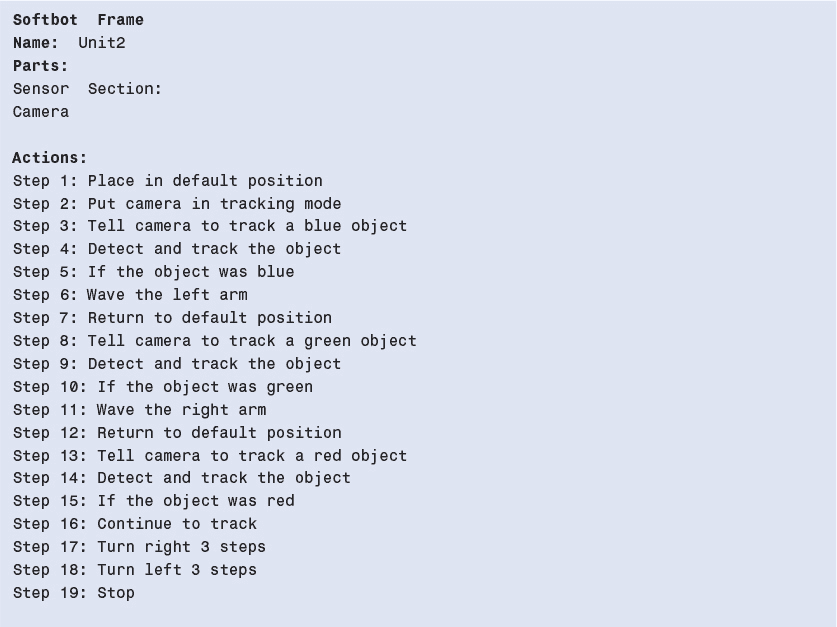 Softbot Frame
Name: Unit2
Parts:
Sensor Section:
Camera
Actions:
Step 1: Place in default position
Step 2: Put camera in tracking mode
Step 3: Tell camera to track a blue object
Step 4: Detect and track the object
Step 5: If the object was blue
Step 6: Wave the left arm
Step 7: Return to default position
Step 8: Tell camera to track a green object
Step 9: Detect and track the object
Step 10: If the object was green
Step 11: Wave the right arm
Step 12: Return to default position
Step 13: Tell camera to track a red object
Step 14: Detect and track the object
Step 15: If the object was red
Step 16: Continue to track
Step 17: Turn right 3 steps
Step 18: Turn left 3 steps
Step 19: Stop